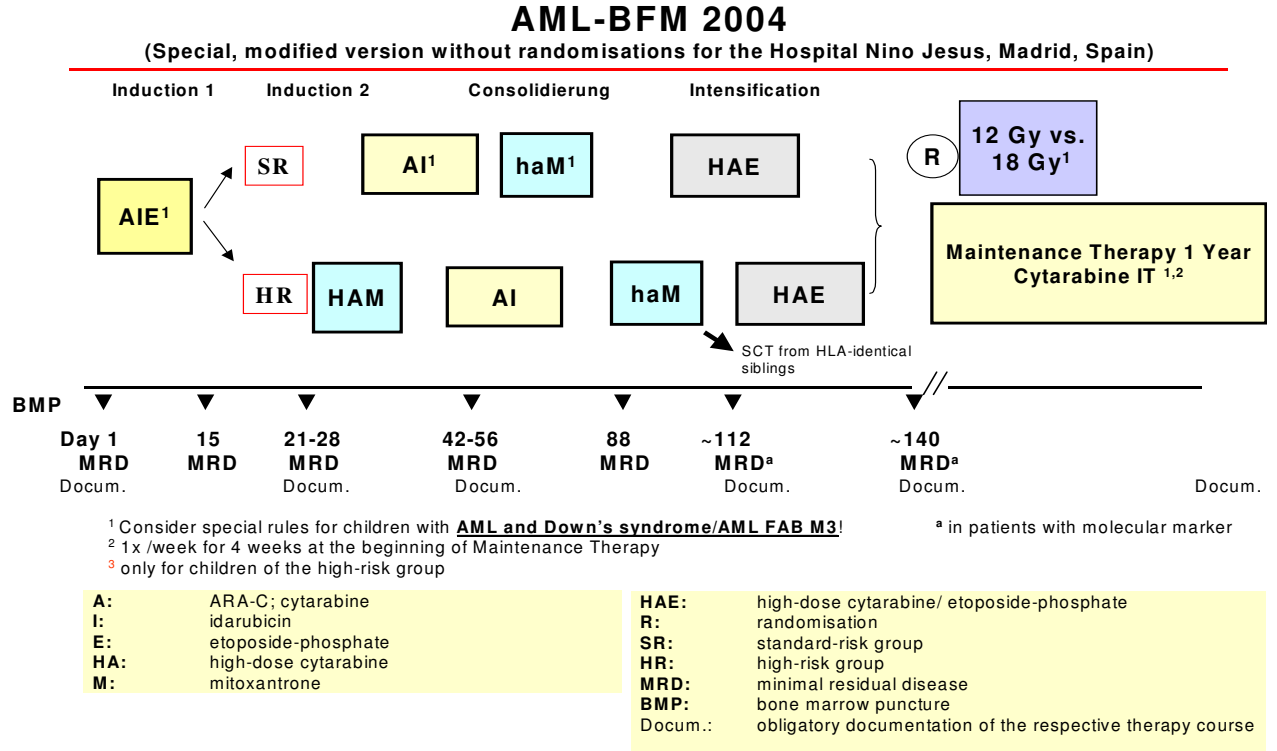 AML-BFM 2004
(Special, modified version without randomisations for the Hospital Nino Jesus, Madrid, Spain)
Induction 1 Induction 2 Consolidierung Intensification
AIE¹
SR AI¹ haM¹ HAE
HR HAM AI haM HAE
SCT from HLA-identical
siblings
R
12 Gy vs.
18 Gy¹
Maintenance Therapy 1 Year
Cytarabine IT ¹,²
BMP
Day 1 15 21-28 42-56 88 ~112 ~140
MRD MRD MRD MRD MRD MRDᵃ MRDᵃ
Docum. Docum. Docum. Docum. Docum. Docum.
¹ Consider special rules for children with AML and Down's syndrome/AML FAB M3!
ᵃ in patients with molecular marker
² 1x /week for 4 weeks at the beginning of Maintenance Therapy
³ only for children of the high-risk group
A: ARA-C; cytarabine
I: idarubicin
E: etoposide-phosphate
HA: high-dose cytarabine
M: mitoxantrone
HAE: high-dose cytarabine/ etoposide-phosphate
R: randomisation
SR: standard-risk group
HR: high-risk group
MRD: minimal residual disease
BMP: bone marrow puncture
Docum.: obligatory documentation of the respective therapy course